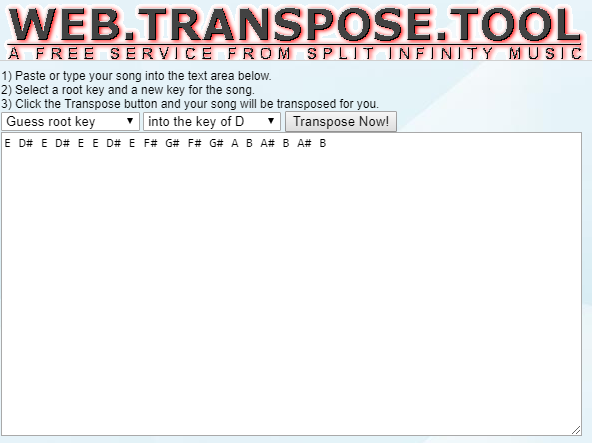 WEB.TRANSPOSE.TOOL
A FREE SERVICE FROM SPLIT INFINITY MUSIC
1) Paste or type your song into the text area below.
2) Select a root key and a new key for the song.
3) Click the Transpose button and your song will be transposed for you.
Guess root key into the key of D Transpose Now!
E D# E D# E E D# E F# G# F# G# A B A# B A# B